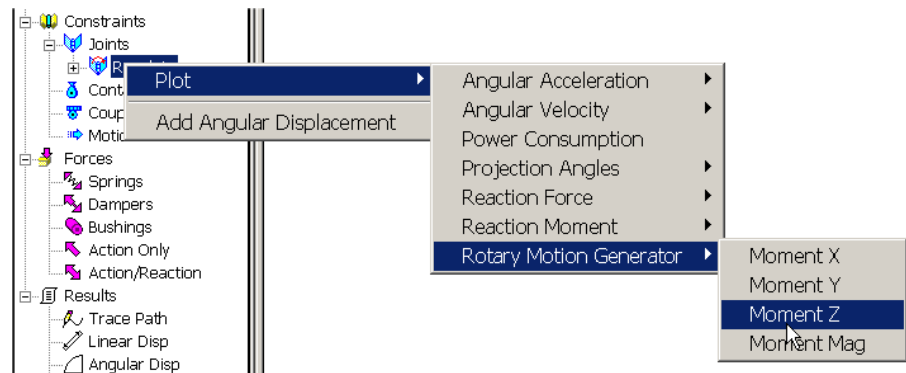 Constraints
Joints
Plot
Add Angular Displacement
Forces
Springs
Dampers
Bushings
Action Only
Action/Reaction
Results
Trace Path
Linear Disp
Angular Disp
Angular Acceleration
Angular Velocity
Power Consumption
Projection Angles
Reaction Force
Reaction Moment
Rotary Motion Generator
Moment X
Moment Y
Moment Z
Moment Mag